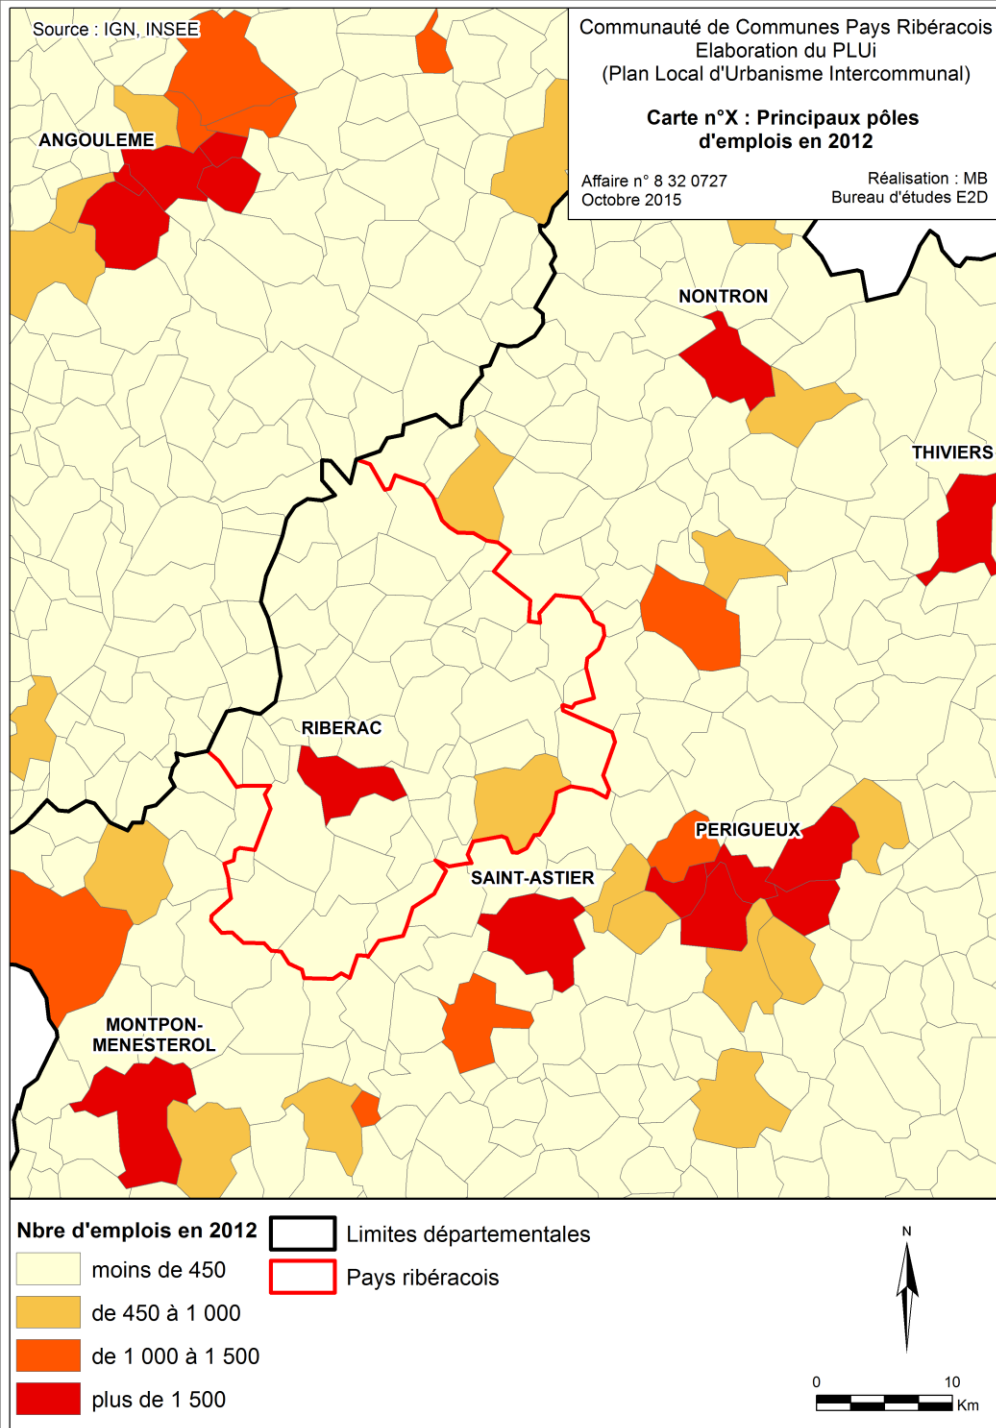 Source : IGN, INSEE
Communauté de Communes Pays Ribéracois
Elaboration du PLUi
(Plan Local d'Urbanisme Intercommunal)
Carte n°X : Principaux pôles
d'emplois en 2012
Affaire n° 8 32 0727
Octobre 2015
Réalisation : MB
Bureau d'études E2D
ANGOULEME
NONTRON
THIVIERS
RIBERAC
PERIGUEUX
SAINT-ASTIER
MONTPON-
MENESTEROL
Nbre d'emplois en 2012
moins de 450
de 450 à 1 000
de 1 000 à 1 500
plus de 1 500
Limites départementales
Pays ribéracois
N
0 10
Km